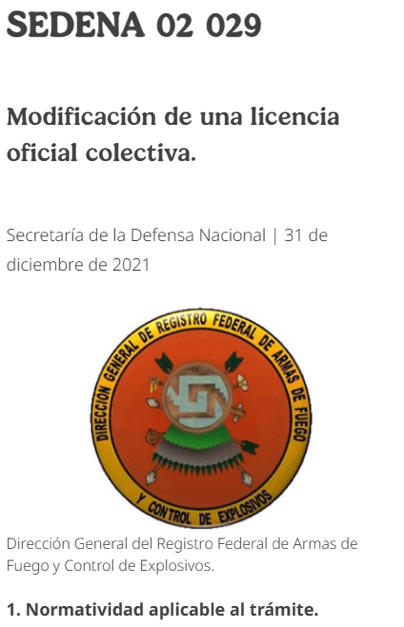 SEDENA 02 029
Modificación de una licencia
oficial colectiva.
Secretaría de la Defensa Nacional | 31 de
diciembre de 2021
DIRECCIÓN GENERAL DE REGISTRO FEDERAL DE ARMAS DE FUEGO
Y CONTROL DE EXPLOSIVOS
Dirección General del Registro Federal de Armas de
Fuego y Control de Explosivos.
1. Normatividad aplicable al trámite.